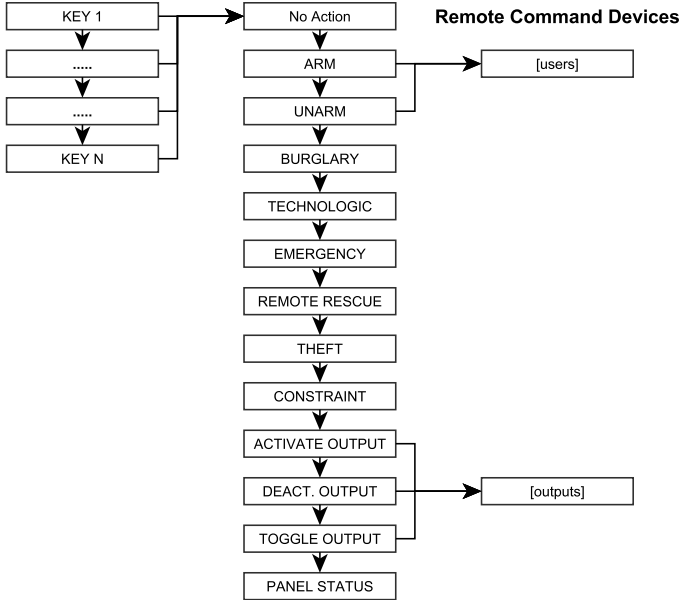 Remote Command Devices
KEY 1
.....
.....
KEY N
No Action
ARM
UNARM
BURGLARY
TECHNOLOGIC
EMERGENCY
REMOTE RESCUE
THEFT
CONSTRAINT
ACTIVATE OUTPUT
DEACT. OUTPUT
TOGGLE OUTPUT
PANEL STATUS
[users]
[outputs]